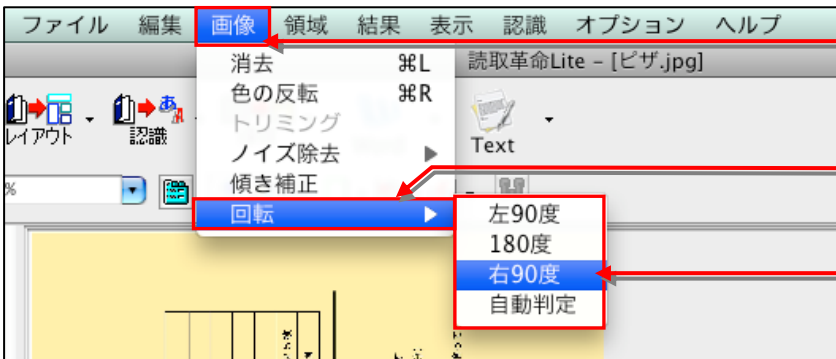 ファイル 編集 画像 領域 結果 表示 認識 オプション ヘルプ
読取革命Lite – [ピザ.jpg]
消去 ⌘L
色の反転 ⌘R
トリミング
ノイズ除去
傾き補正
回転
レイアウト
認識
Text
%
左90度
180度
右90度
自動判定